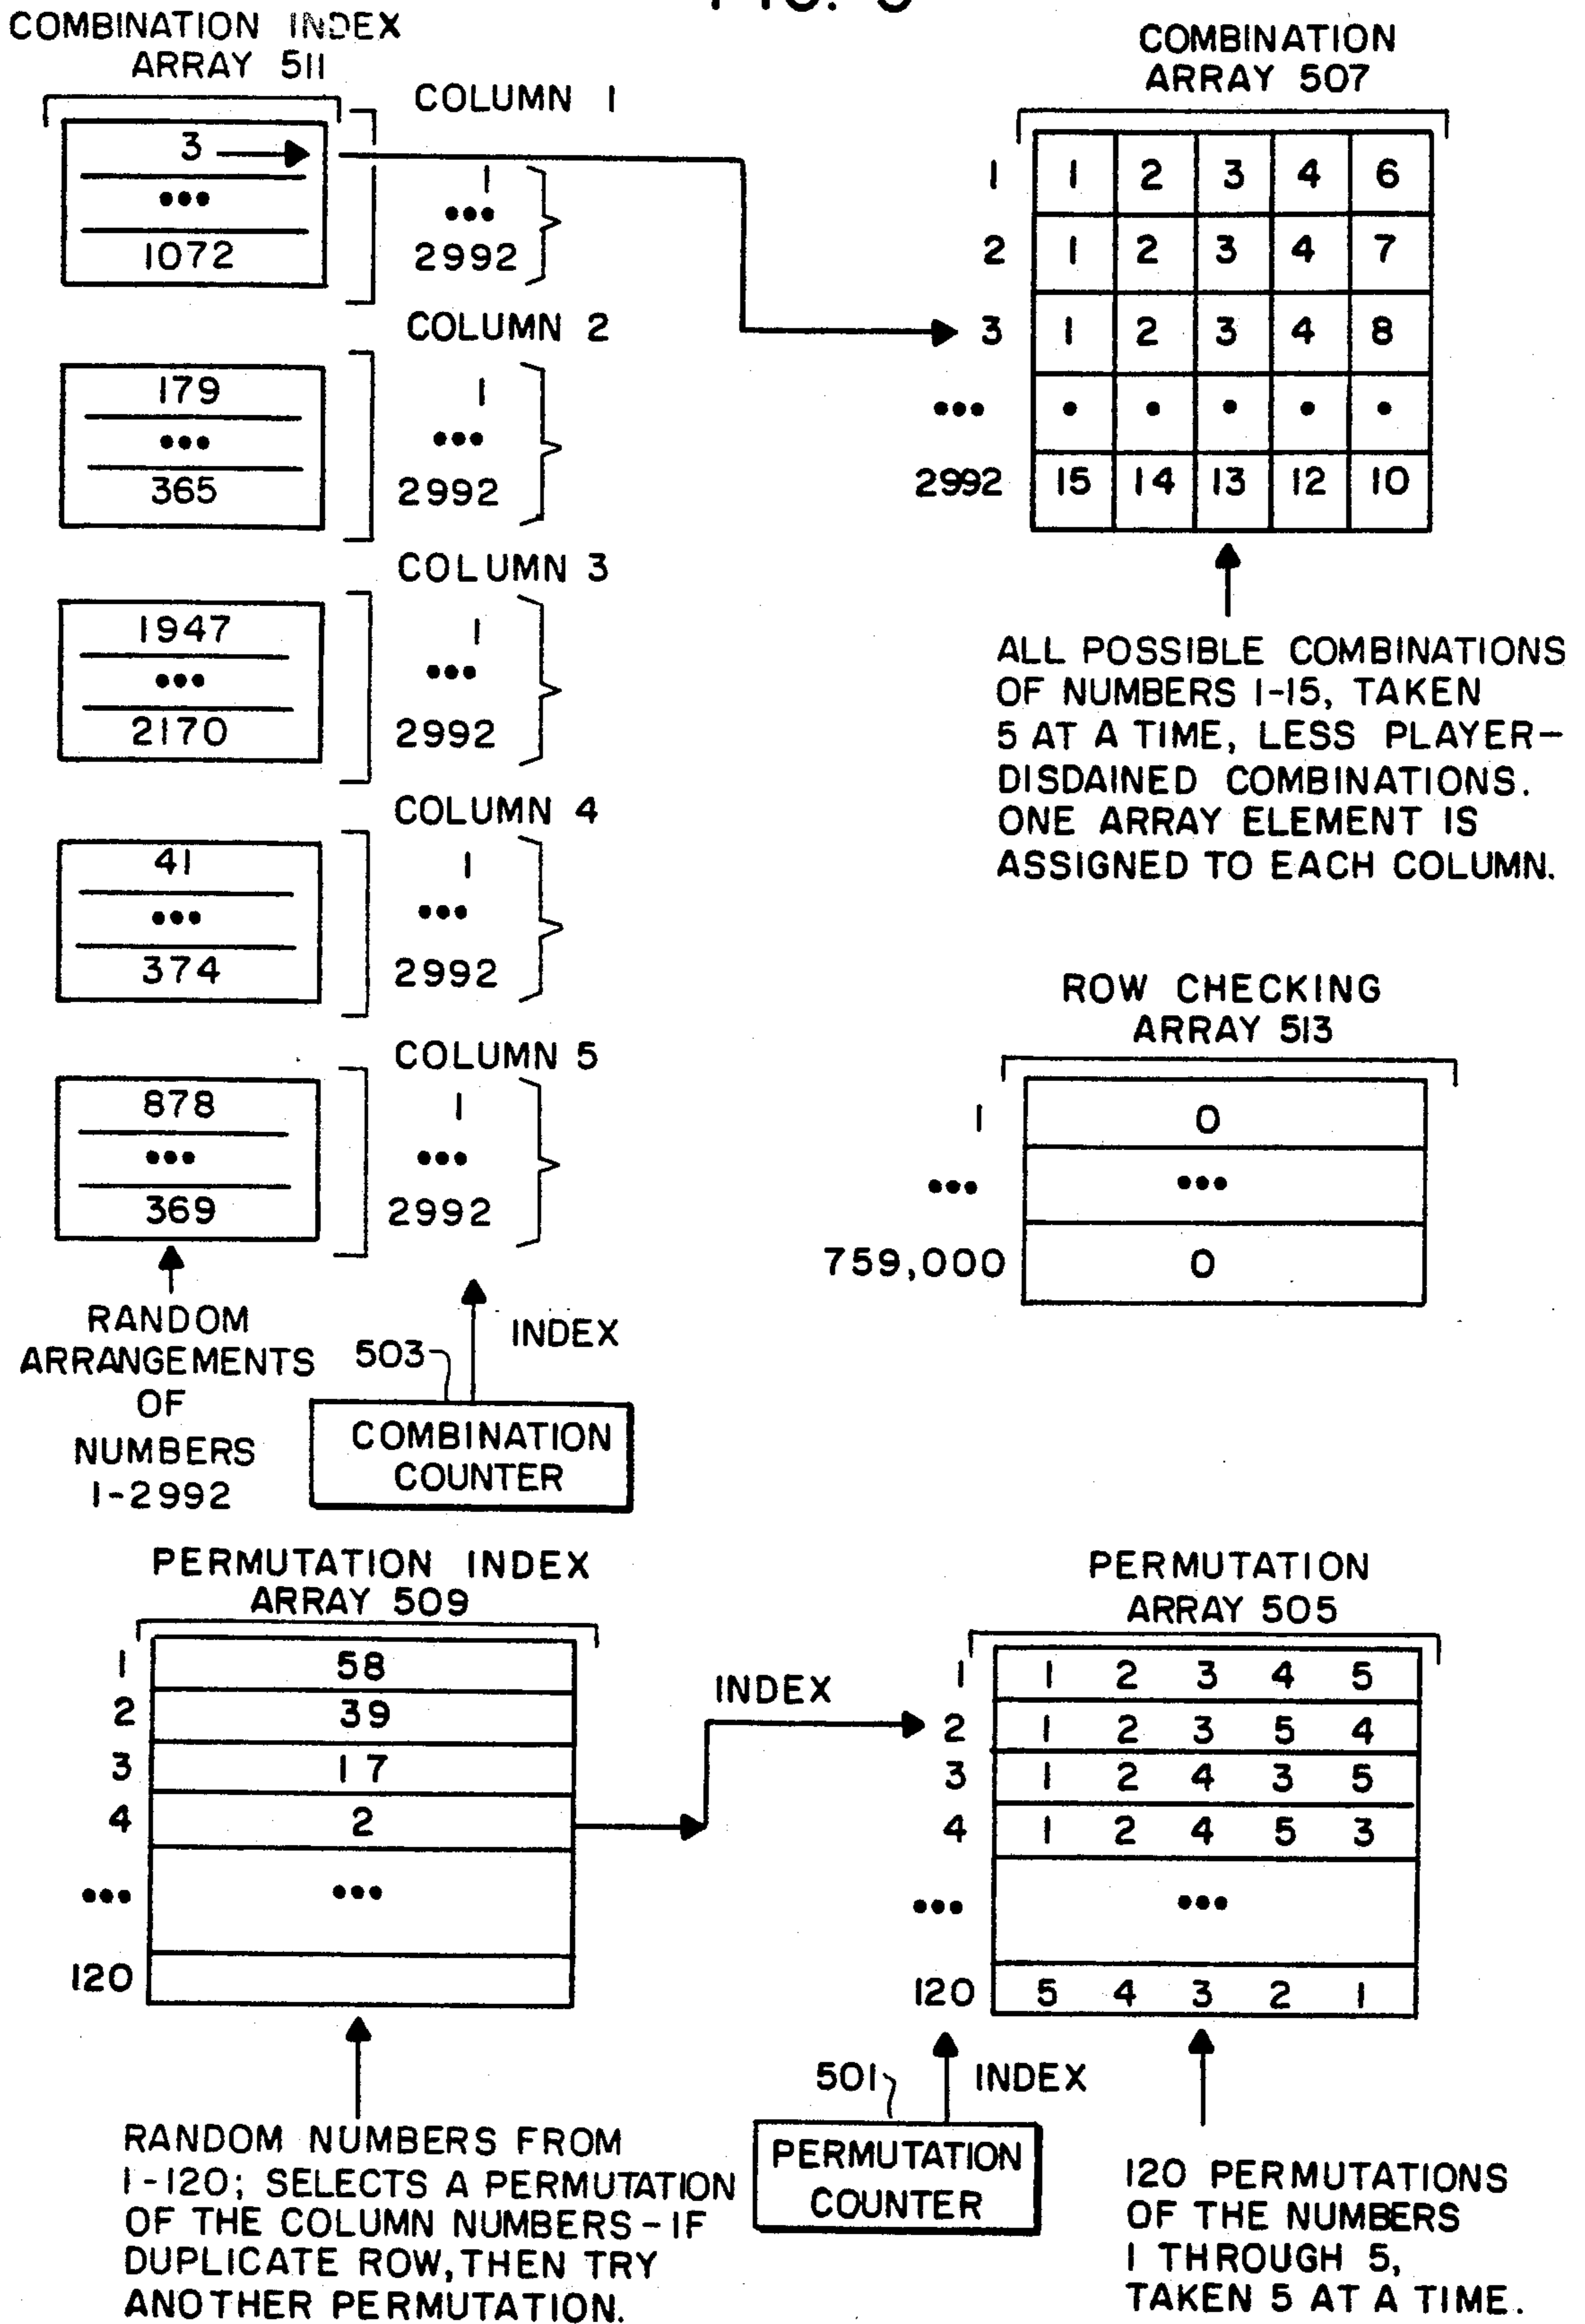 COMBINATION INDEX
ARRAY 511
COLUMN 1
3
•••
1072
1
•••
2992
COLUMN 2
179
•••
365
1
•••
2992
COLUMN 3
1947
•••
2170
1
•••
2992
COLUMN 4
41
•••
374
1
•••
2992
COLUMN 5
878
•••
369
1
•••
2992
RANDOM
ARRANGEMENTS
OF
NUMBERS
1-2992
503
INDEX
COMBINATION
COUNTER
COMBINATION
ARRAY 507
1 1 2 3 4 6
2 1 2 3 4 7
3 1 2 3 4 8
••• • • • • •
2992 15 14 13 12 10
ALL POSSIBLE COMBINATIONS
OF NUMBERS 1-15, TAKEN
5 AT A TIME, LESS PLAYER-
DISDAINED COMBINATIONS.
ONE ARRAY ELEMENT IS
ASSIGNED TO EACH COLUMN.
ROW CHECKING
ARRAY 513
1 0
••• •••
759,000 0
PERMUTATION INDEX
ARRAY 509
1 58
2 39
3 17
4 2
••• •••
120
INDEX
RANDOM NUMBERS FROM
1-120; SELECTS A PERMUTATION
OF THE COLUMN NUMBERS-IF
DUPLICATE ROW, THEN TRY
ANOTHER PERMUTATION.
PERMUTATION
ARRAY 505
1 1 2 3 4 5
2 1 2 3 5 4
3 1 2 4 3 5
4 1 2 4 5 3
••• •••
120 5 4 3 2 1
501
INDEX
PERMUTATION
COUNTER
120 PERMUTATIONS
OF THE NUMBERS
1 THROUGH 5,
TAKEN 5 AT A TIME.